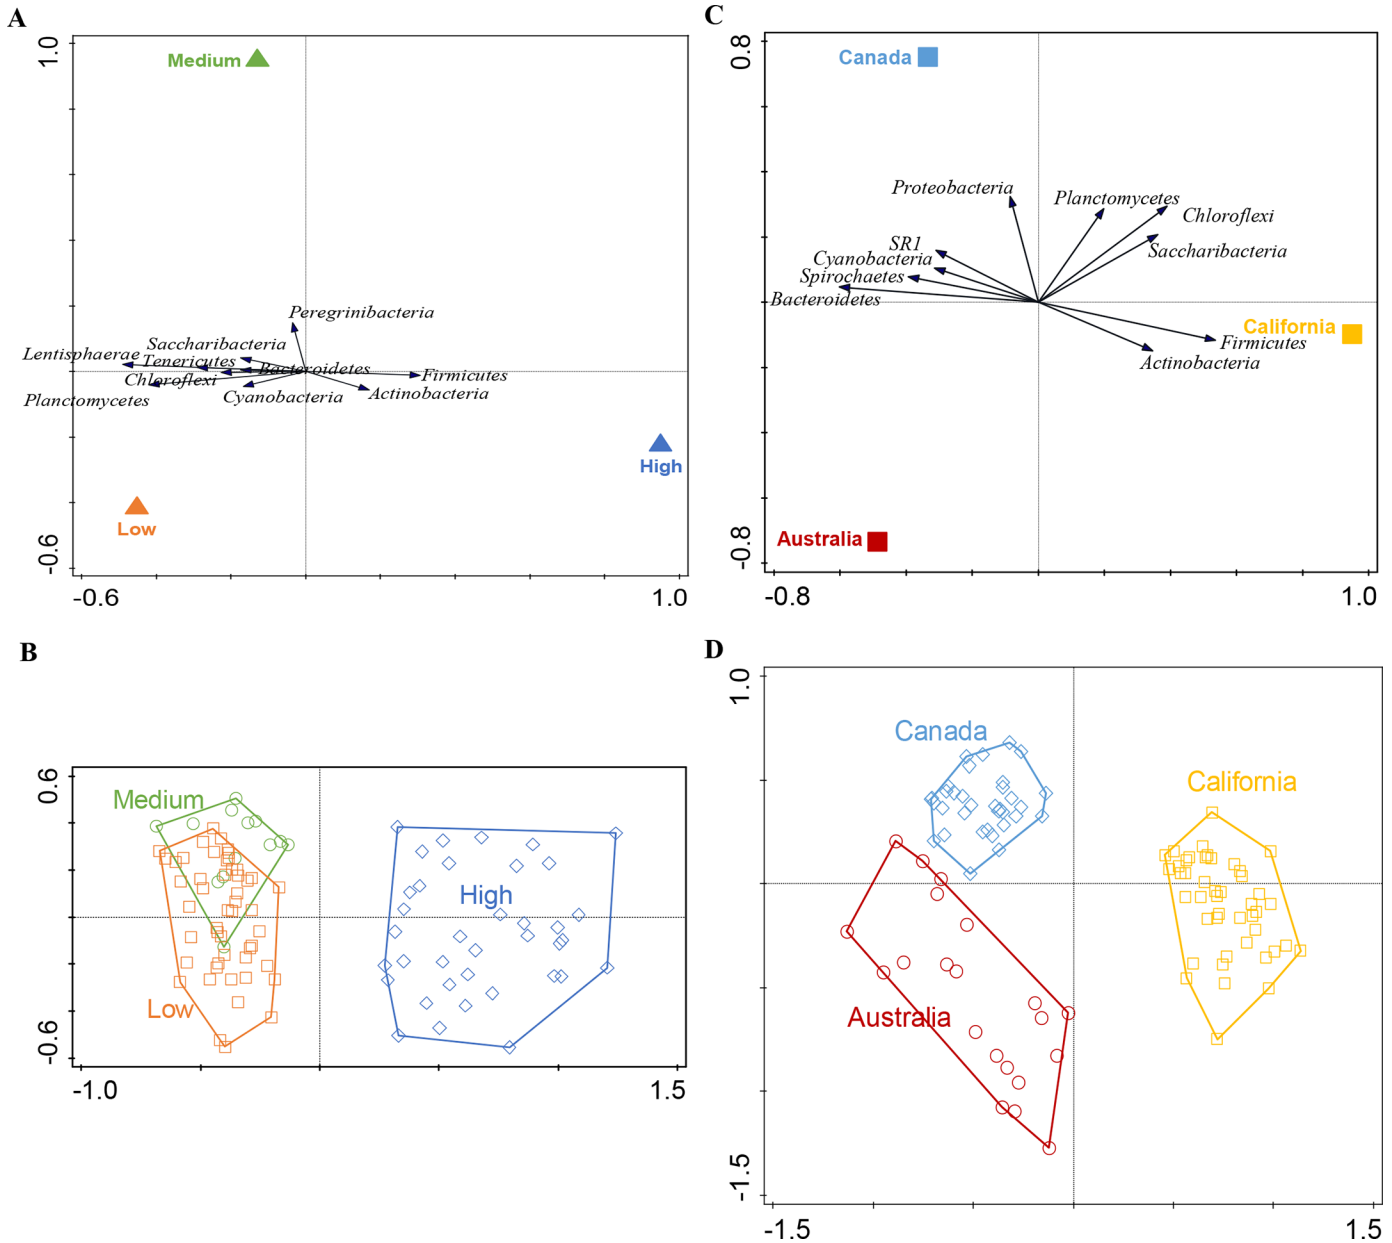 A
1.0
Medium
Peregrinibacteria
Saccharibacteria
Lentisphaerae
Tenericutes
Bacteroidetes
Chloroflexi
Firmicutes
Planctomycetes
Cyanobacteria
Actinobacteria
High
Low
-0.6
-0.6
1.0
C
0.8
Canada
Proteobacteria
Planctomycetes
Chloroflexi
SR1
Saccharibacteria
Cyanobacteria
Spirochaetes
Bacteroidetes
California
Firmicutes
Actinobacteria
Australia
-0.8
-0.8
1.0
B
0.6
Medium
High
Low
-0.6
-1.0
1.5
D
1.0
Canada
California
Australia
-1.5
-1.5
1.5